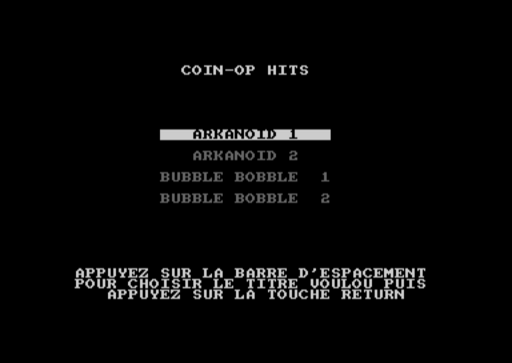 COIN-OP HITS
ARKANOID 1
ARKANOID 2
BUBBLE BOBBLE 1
BUBBLE BOBBLE 2
APPUYEZ SUR LA BARRE D'ESPACEMENT
POUR CHOISIR LE TITRE VOULOU PUIS
APPUYEZ SUR LA TOUCHE RETURN